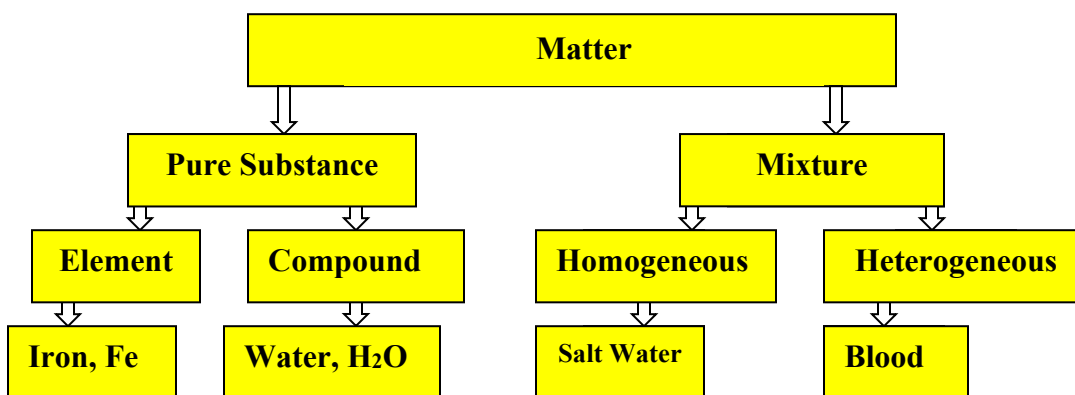 Matter
Pure Substance
Mixture
Element
Compound
Homogeneous
Heterogeneous
Iron, Fe
Water, H2O
Salt Water
Blood